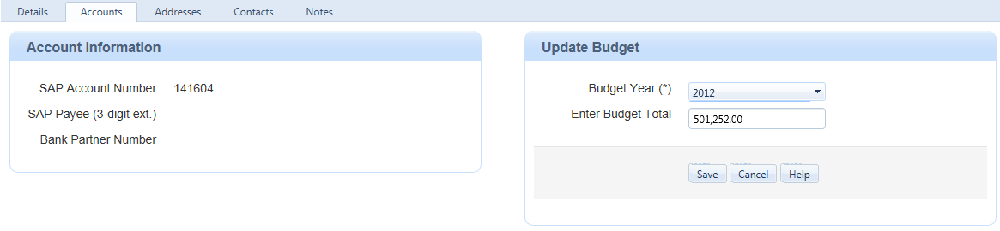 Details Accounts Addresses Contacts Notes
Account Information
SAP Account Number 141604
SAP Payee (3-digit ext.)
Bank Partner Number
Update Budget
Budget Year (*) 2012
Enter Budget Total 501,252.00
Save Cancel Help